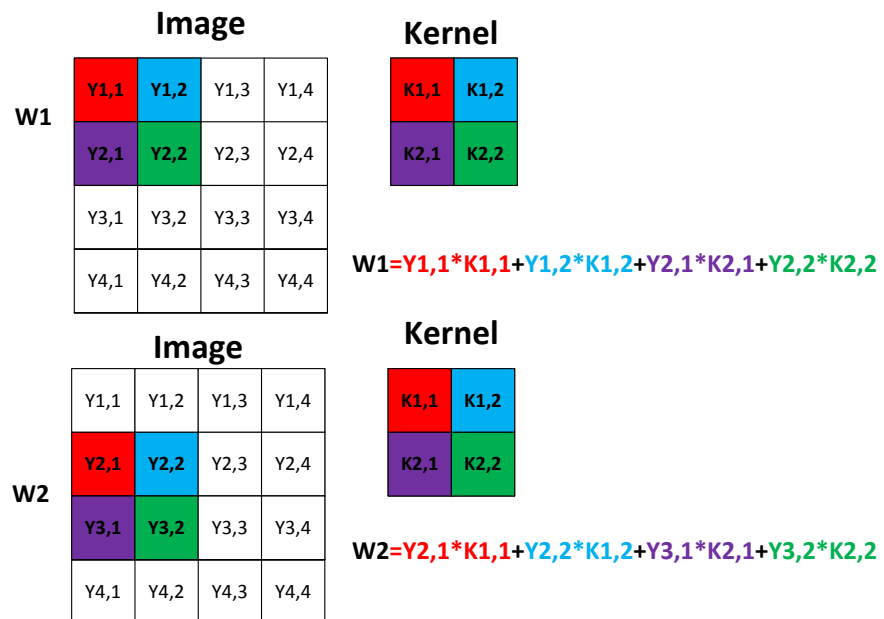 Image
Kernel
W1
Y1,1 Y1,2 Y1,3 Y1,4
Y2,1 Y2,2 Y2,3 Y2,4
Y3,1 Y3,2 Y3,3 Y3,4
Y4,1 Y4,2 Y4,3 Y4,4
K1,1 K1,2
K2,1 K2,2
W1=Y1,1*K1,1+Y1,2*K1,2+Y2,1*K2,1+Y2,2*K2,2
Image
Kernel
W2
Y1,1 Y1,2 Y1,3 Y1,4
Y2,1 Y2,2 Y2,3 Y2,4
Y3,1 Y3,2 Y3,3 Y3,4
Y4,1 Y4,2 Y4,3 Y4,4
K1,1 K1,2
K2,1 K2,2
W2=Y2,1*K1,1+Y2,2*K1,2+Y3,1*K2,1+Y3,2*K2,2